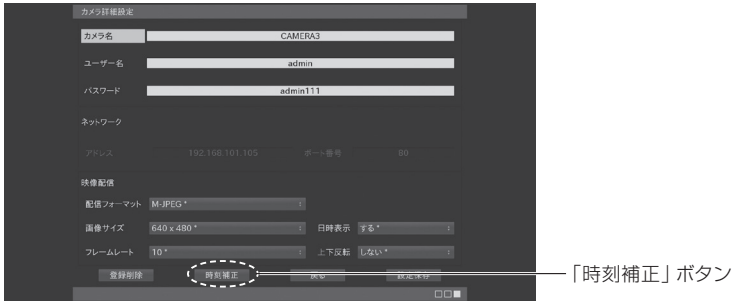 カメラ詳細設定
カメラ名 CAMERA3
ユーザー名 admin
パスワード admin111
ネットワーク
アドレス 192.168.101.105 ポート番号 80
映像配信
配信フォーマット M-JPEG *
画像サイズ 640 x 480 * 日時表示 する *
フレームレート 10 * 上下反転 しない *
登録削除 時刻補正 戻る 設定保存
「時刻補正」ボタン